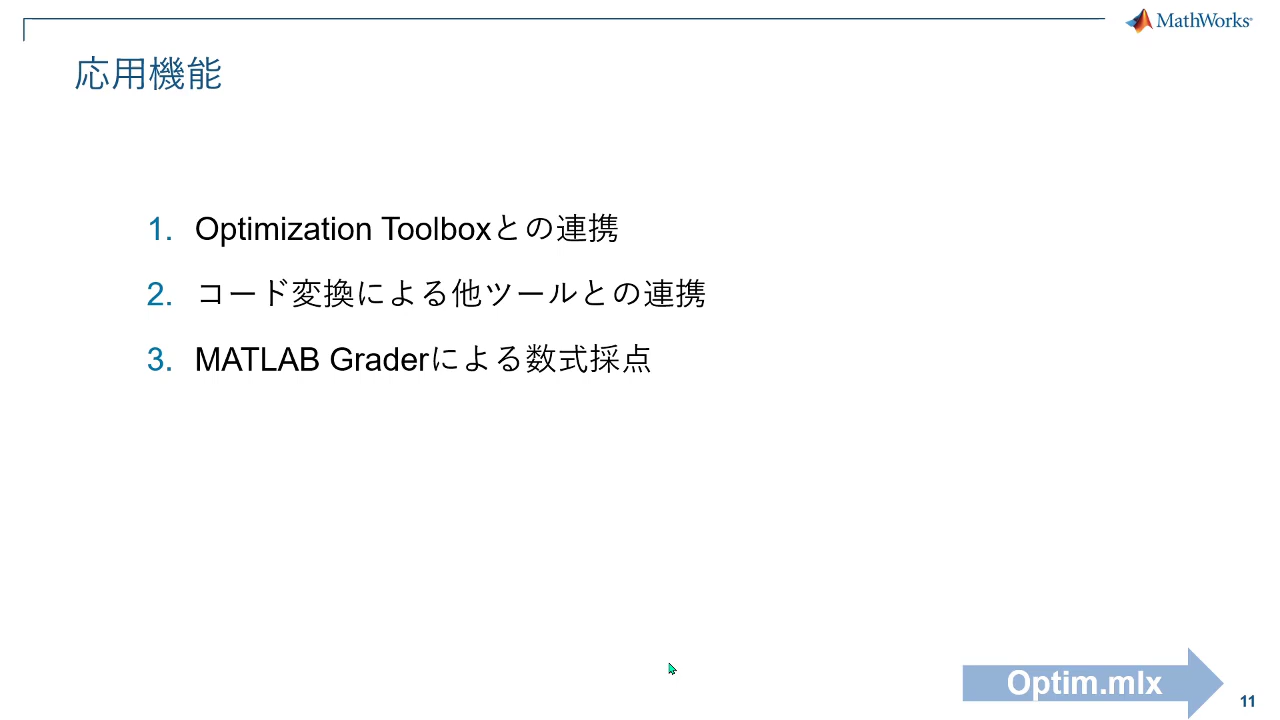 MathWorks
応用機能
1. Optimization Toolboxとの連携
2. コード変換による他ツールとの連携
3. MATLAB Graderによる数式採点
Optim.mlx
11